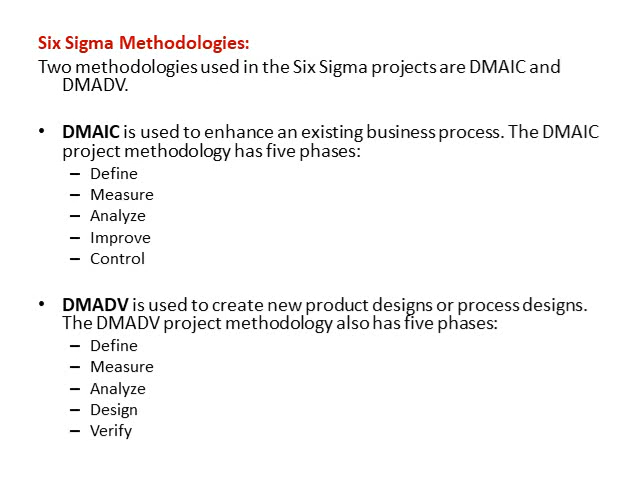 Six Sigma Methodologies:
Two methodologies used in the Six Sigma projects are DMAIC and
DMADV.
• DMAIC is used to enhance an existing business process. The DMAIC
project methodology has five phases:
– Define
– Measure
– Analyze
– Improve
– Control
• DMADV is used to create new product designs or process designs.
The DMADV project methodology also has five phases:
– Define
– Measure
– Analyze
– Design
– Verify